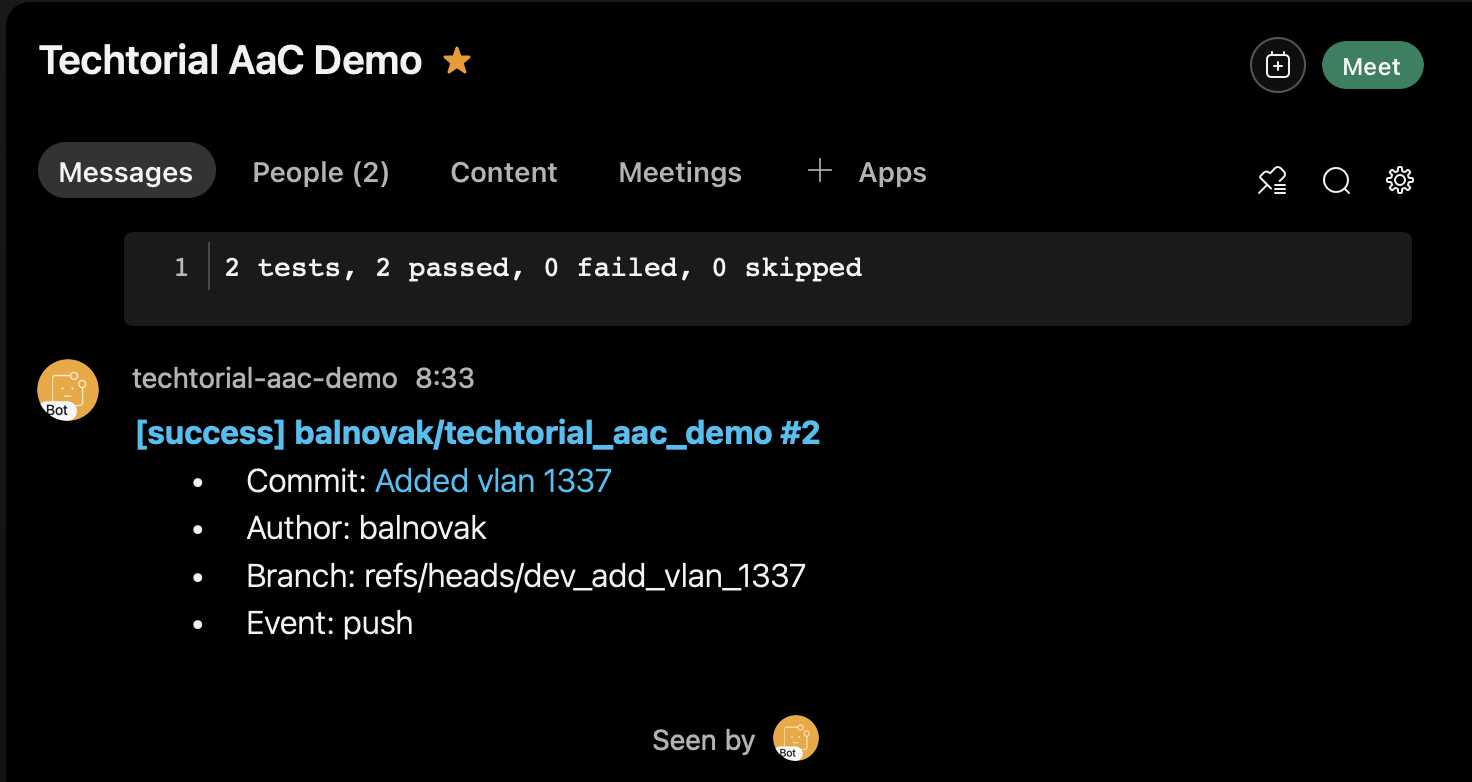 Techtorial AaC Demo
Meet
Messages People (2) Content Meetings Apps
1 2 tests, 2 passed, 0 failed, 0 skipped
techtorial-aac-demo 8:33
Bot
[success] balnovak/techtorial_aac_demo #2
• Commit: Added vlan 1337
• Author: balnovak
• Branch: refs/heads/dev_add_vlan_1337
• Event: push
Seen by
Bot